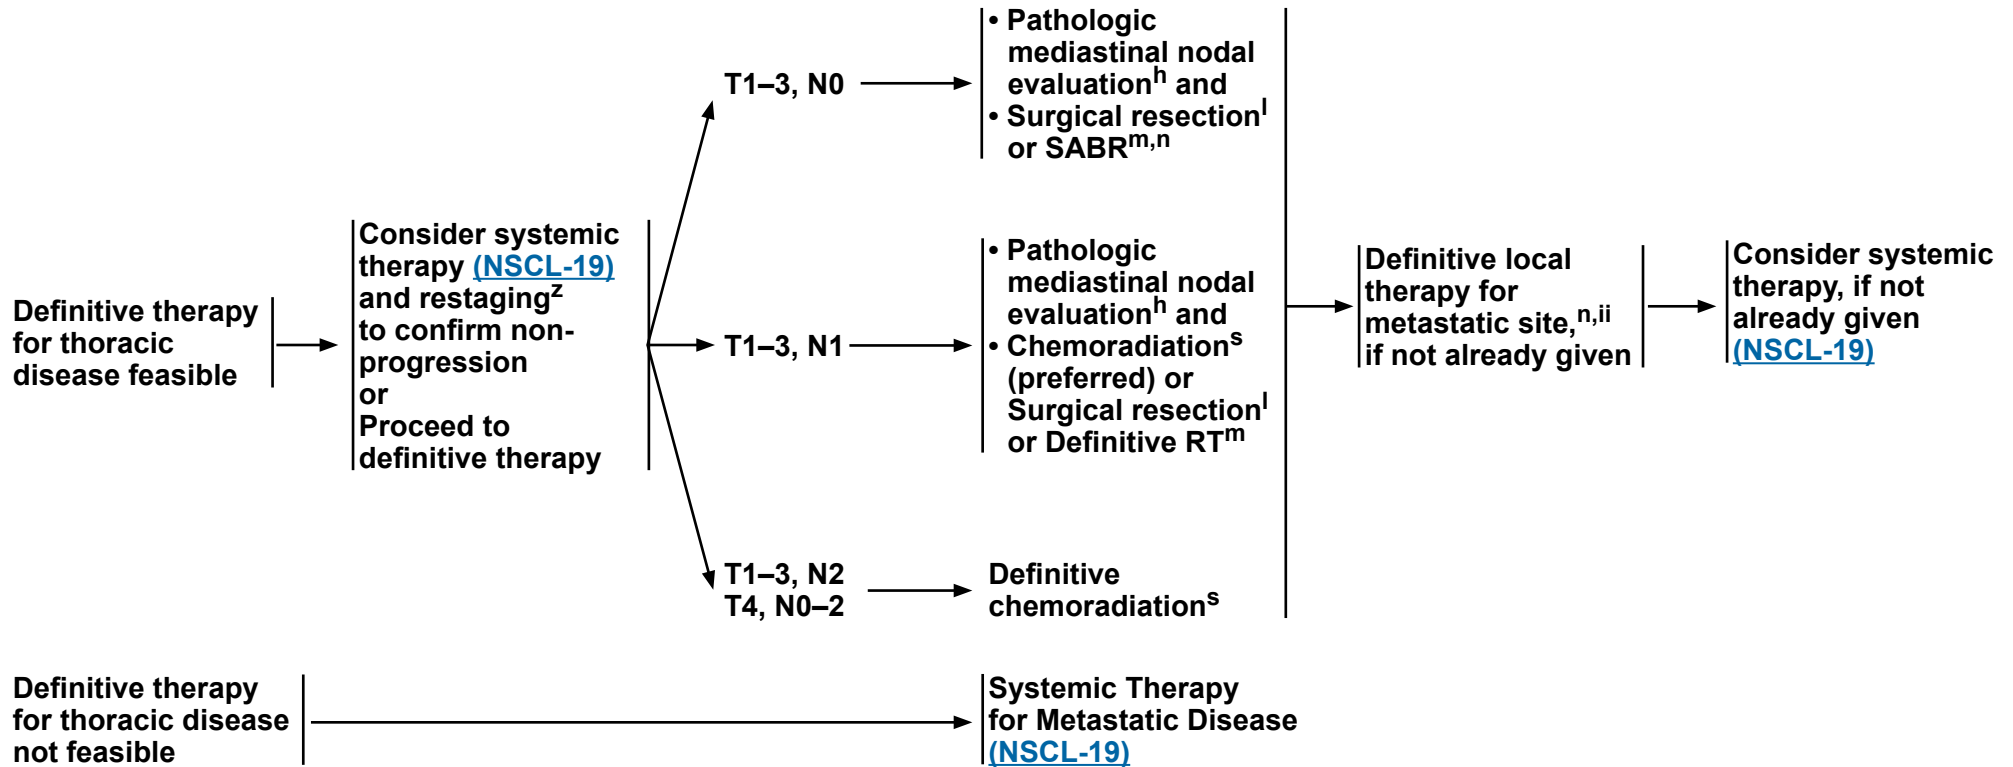 Definitive therapy
for thoracic
disease feasible
Consider systemic
therapy (NSCL-19)
and restagingz
to confirm non-
progression
or
Proceed to
definitive therapy
T1–3, N0
• Pathologic
mediastinal nodal
evaluationh and
• Surgical resectionl
or SABRm,n
T1–3, N1
• Pathologic
mediastinal nodal
evaluationh and
• Chemoradiations
(preferred) or
Surgical resectionl
or Definitive RTm
T1–3, N2
T4, N0–2
Definitive
chemoradiations
Definitive local
therapy for
metastatic site,n,ii
if not already given
Consider systemic
therapy, if not
already given
(NSCL-19)
Definitive therapy
for thoracic disease
not feasible
Systemic Therapy
for Metastatic Disease
(NSCL-19)